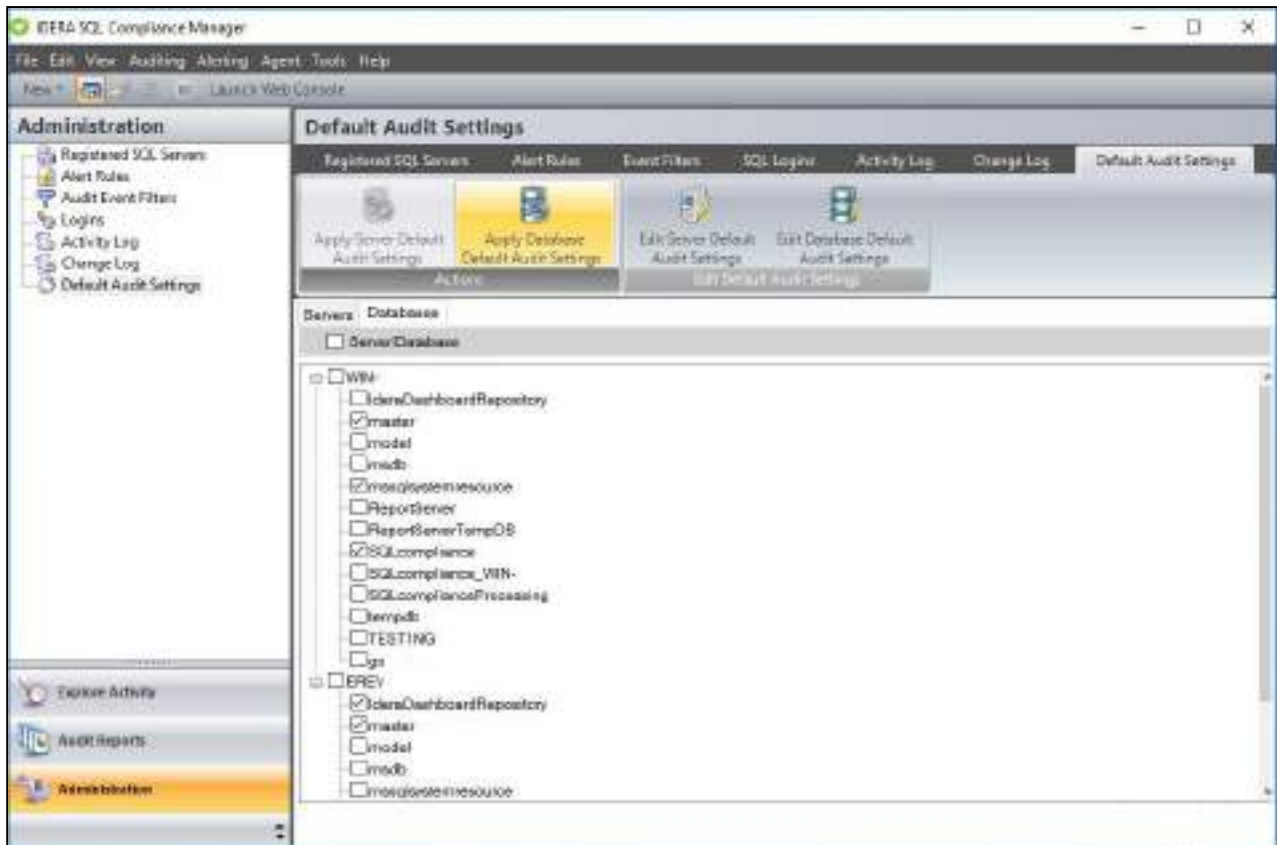 IDERA SQL Compliance Manager
File Edit View Auditing Alerting Agent Tools Help
New Launch Web Console
Administration
Registered SQL Servers
Alert Rules
Audit Event Filters
Logins
Activity Log
Change Log
Default Audit Settings
Explore Activity
Audit Reports
Administration
Default Audit Settings
Registered SQL Servers Alert Rules Event Filters SQL Logins Activity Log Change Log Default Audit Settings
Apply Server Default Audit Settings
Apply Database Default Audit Settings
Edit Server Default Audit Settings
Edit Database Default Audit Settings
Actions
Edit Default Audit Settings
Servers Databases
Server/Database
WIN-
IderaDashboardRepository
master
model
msdb
mssqlsystemresource
ReportServer
ReportServerTempDB
SQLcompliance
SQLcompliance_WIN-
SQLcomplianceProcessing
tempdb
TESTING
gs
EREV
IderaDashboardRepository
master
model
msdb
mssqlsystemresource